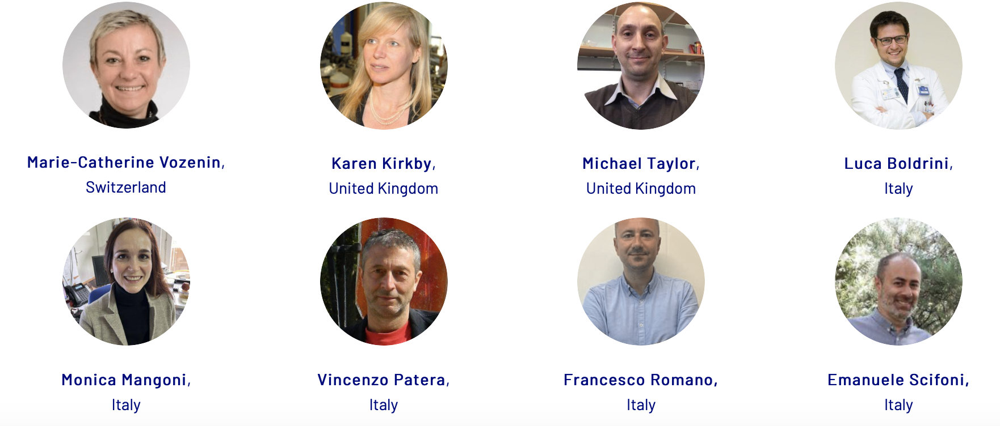 Marie-Catherine Vozenin,
Switzerland
Karen Kirkby,
United Kingdom
Michael Taylor,
United Kingdom
Luca Boldrini,
Italy
Monica Mangoni,
Italy
Vincenzo Patera,
Italy
Francesco Romano,
Italy
Emanuele Scifoni,
Italy